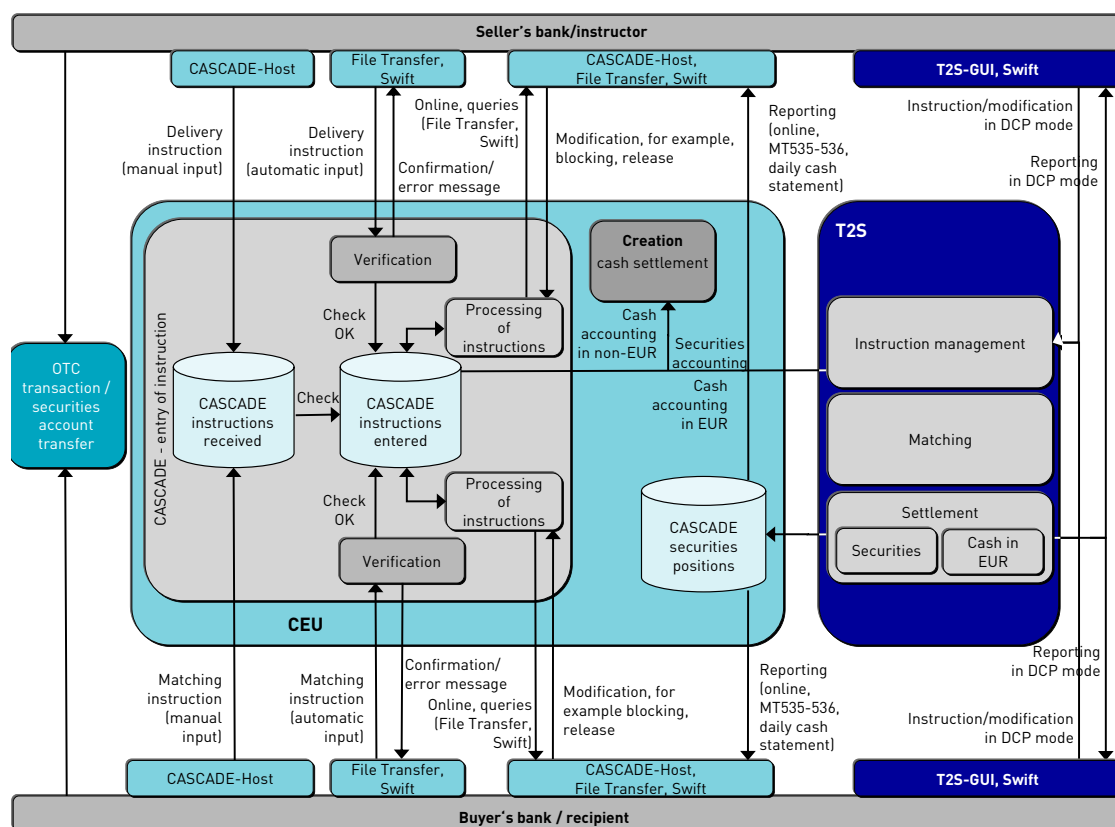 Seller's bank/instructor
CASCADE-Host
File Transfer,
Swift
CASCADE-Host,
File Transfer, Swift
T2S-GUI, Swift
Delivery
instruction
(manual input)
Delivery
instruction
(automatic input)
Confirmation/
error message
Online, queries
(File Transfer,
Swift)
Modification, for example,
blocking, release
Reporting
(online,
MT535-536,
daily cash
statement)
Instruction/modification
in DCP mode
Reporting
in DCP mode
CASCADE - entry of instruction
Verification
Check
OK
Processing
of
instructions
Creation
cash settlement
Cash
accounting
in non-EUR
Securities
accounting
Cash
accounting
in EUR
T2S
Instruction management
Matching
Settlement
Securities
Cash in
EUR
OTC
transaction /
securities
account
transfer
CASCADE
instructions
received
Check
CASCADE
instructions
entered
Check
OK
Processing
of
instructions
Verification
CASCADE
securities
positions
CEU
Matching
instruction
(manual
input)
Matching
instruction
(automatic
input)
Confirmation/
error message
Online, queries
(File Transfer,
Swift)
Modification, for
example blocking,
release
Reporting
(online,
MT535-536,
daily cash
statement)
Reporting
in DCP mode
Instruction/modification
in DCP mode
CASCADE-Host
File Transfer,
Swift
CASCADE-Host,
File Transfer, Swift
T2S-GUI, Swift
Buyer's bank / recipient